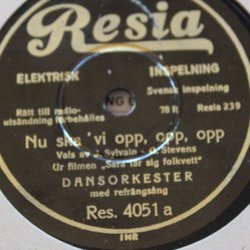 Resia
ELEKTRISK INSPELNING
Rätt till radio-
utsändning förbehålles
Svensk inspelning
78 R Resia 239
Nu ska 'vi opp, opp, opp
Vals av J. Sylvain - G. Stevens
Ur filmen „Sara lär sig folkvett"
DANSORKESTER
med refrängsång
Res. 4051 a